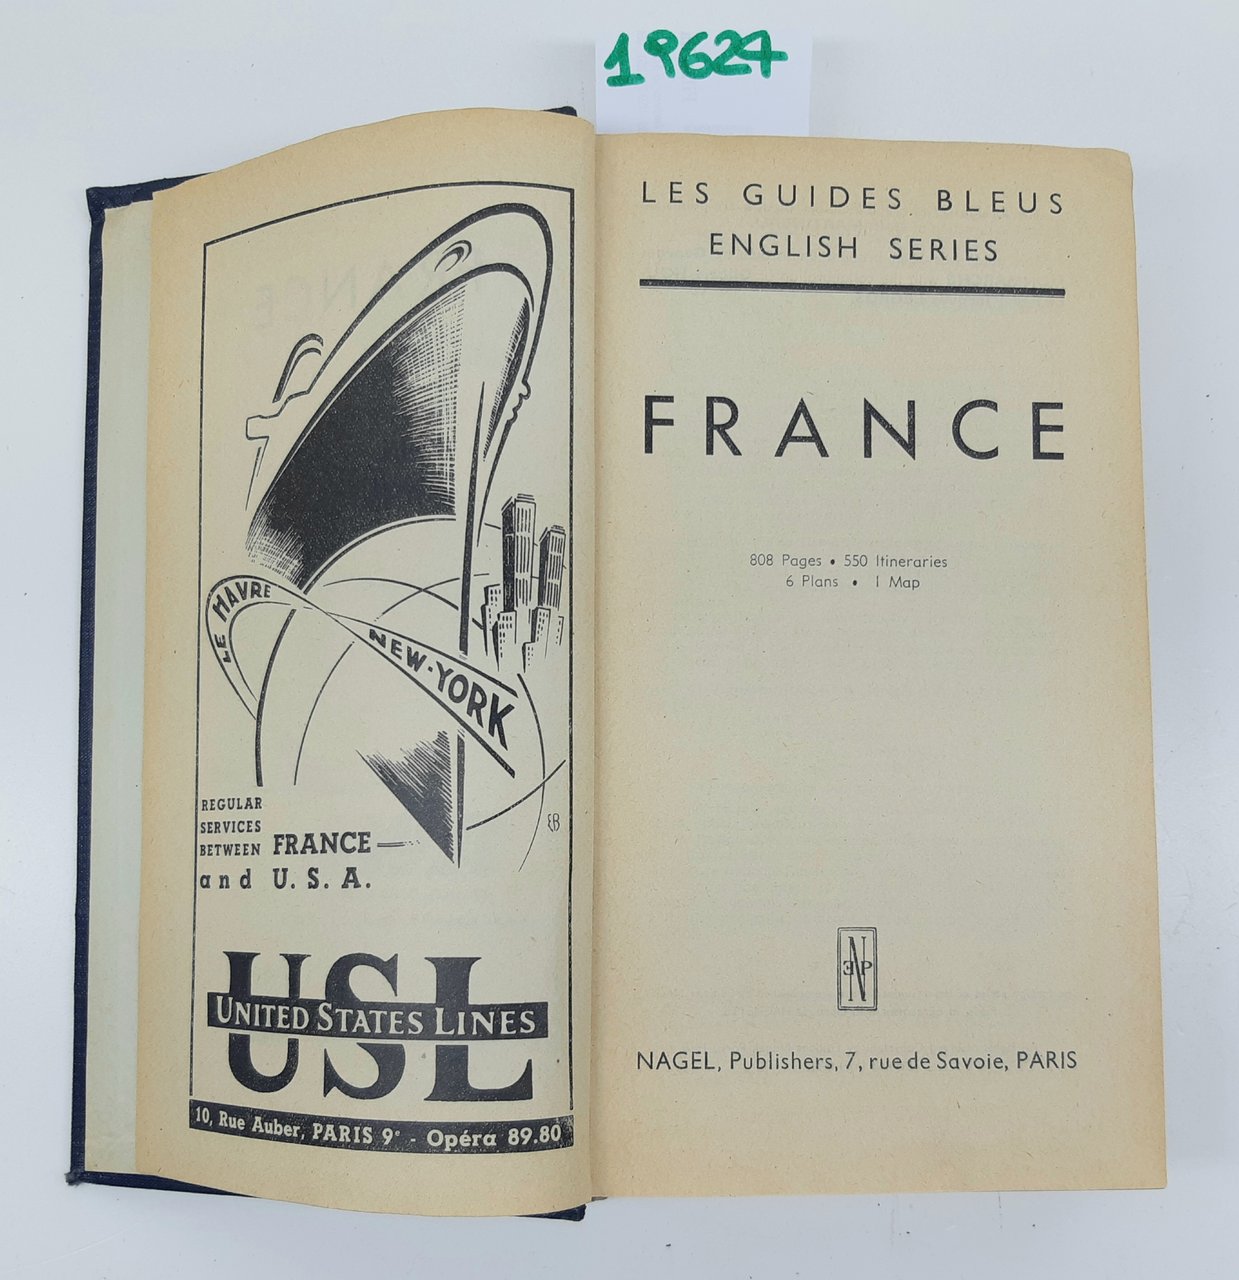 19627
LE HAVRE
NEW-YORK
EB
REGULAR
SERVICES
BETWEEN FRANCE
and U. S. A.
USL
UNITED STATES LINES
10, Rue Auber, PARIS 9e - Opéra 89.80
LES GUIDES BLEUS
ENGLISH SERIES
FRANCE
808 Pages • 550 Itineraries
6 Plans • 1 Map
NEP
NAGEL, Publishers, 7, rue de Savoie, PARIS